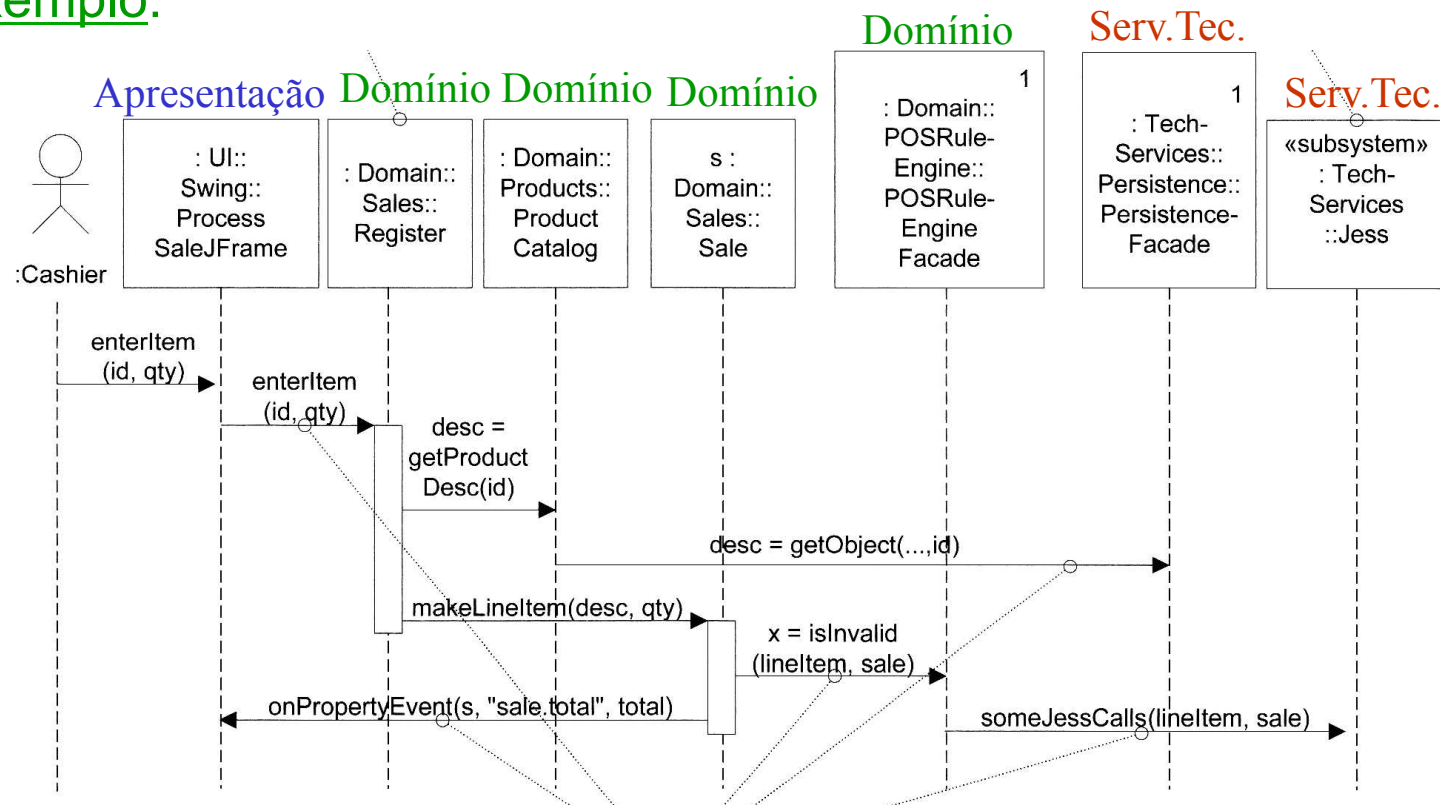 emplo:
Domínio
Serv.Tec.
Apresentação
Domínio
Domínio
Domínio
Serv.Tec.
:Cashier
: UI::
Swing::
Process
SaleJFrame
: Domain::
Sales::
Register
: Domain::
Products::
Product
Catalog
s :
Domain::
Sales::
Sale
1
: Domain::
POSRule-
Engine::
POSRule-
Engine
Facade
1
: Tech-
Services::
Persistence::
Persistence-
Facade
«subsystem»
: Tech-
Services
::Jess
enterItem
(id, qty)
enterItem
(id, qty)
desc =
getProduct
Desc(id)
desc = getObject(...,id)
makeLineItem(desc, qty)
x = isInvalid
(lineItem, sale)
onPropertyEvent(s, "sale.total", total)
someJessCalls(lineItem, sale)